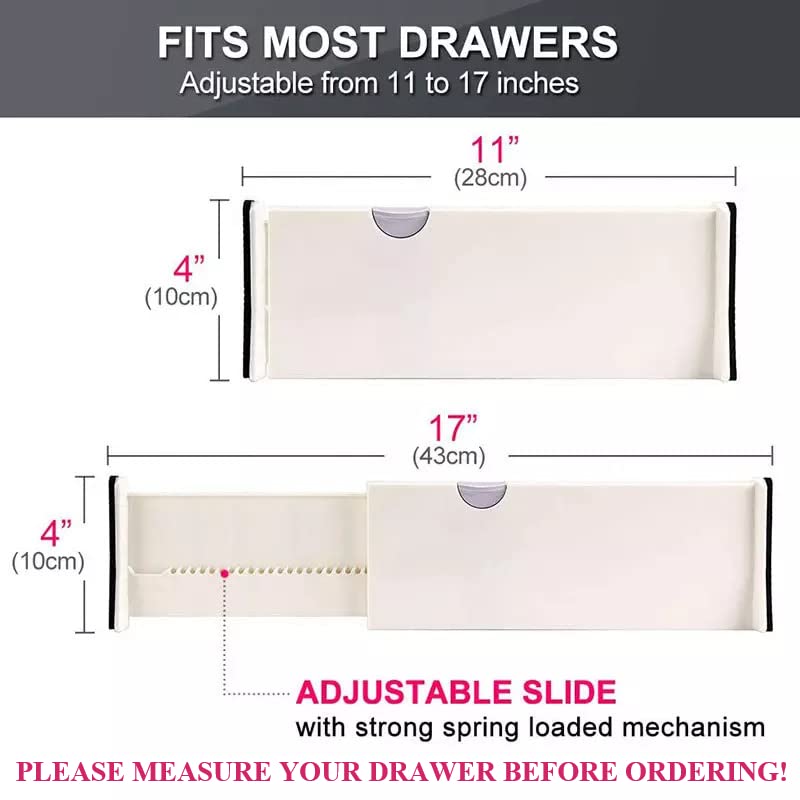 FITS MOST DRAWERS
Adjustable from 11 to 17 inches
11”
(28cm)
4”
(10cm)
17”
(43cm)
4”
(10cm)
ADJUSTABLE SLIDE
with strong spring loaded mechanism
PLEASE MEASURE YOUR DRAWER BEFORE ORDERING!